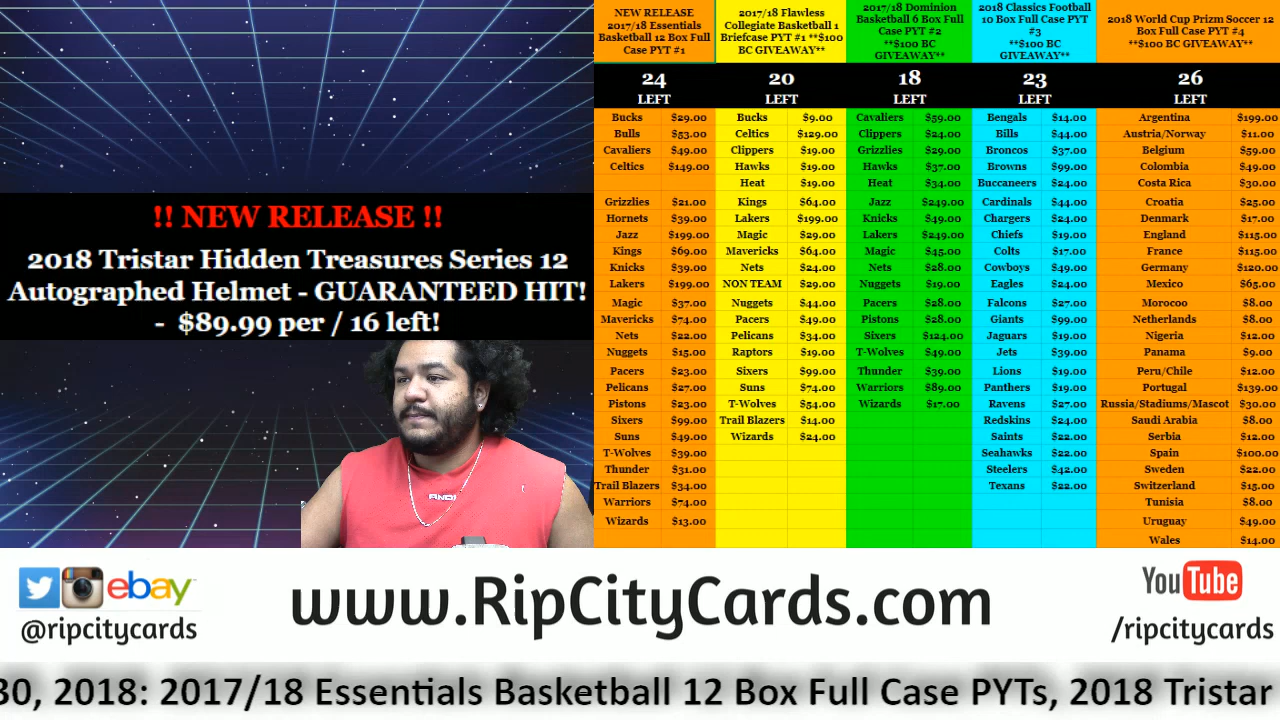 !! NEW RELEASE !!
2018 Tristar Hidden Treasures Series 12
Autographed Helmet - GUARANTEED HIT!
- $89.99 per / 16 left!
NEW RELEASE
2017/18 Essentials
Basketball 12 Box Full
Case PYT #1
24
LEFT
Bucks $29.00
Bulls $53.00
Cavaliers $49.00
Celtics $149.00
Grizzlies $21.00
Hornets $39.00
Jazz $199.00
Kings $69.00
Knicks $39.00
Lakers $199.00
Magic $37.00
Mavericks $74.00
Nets $22.00
Nuggets $15.00
Pacers $23.00
Pelicans $27.00
Pistons $23.00
Sixers $99.00
Suns $49.00
T-Wolves $39.00
Thunder $31.00
Trail Blazers $34.00
Warriors $74.00
Wizards $13.00
2017/18 Flawless
Collegiate Basketball 1
Briefcase PYT #1 **$100
BC GIVEAWAY**
20
LEFT
Bucks $9.00
Celtics $129.00
Clippers $19.00
Hawks $19.00
Heat $19.00
Kings $64.00
Lakers $199.00
Magic $29.00
Mavericks $64.00
Nets $24.00
NON TEAM $29.00
Nuggets $44.00
Pacers $49.00
Pelicans $34.00
Raptors $19.00
Sixers $99.00
Suns $74.00
T-Wolves $54.00
Trail Blazers $14.00
Wizards $24.00
2017/18 Dominion
Basketball 6 Box Full
Case PYT #2
**$100 BC
GIVEAWAY**
18
LEFT
Cavaliers $59.00
Clippers $24.00
Grizzlies $29.00
Hawks $37.00
Heat $34.00
Jazz $249.00
Knicks $49.00
Lakers $249.00
Magic $45.00
Nets $28.00
Nuggets $19.00
Pacers $28.00
Pistons $28.00
Sixers $124.00
T-Wolves $49.00
Thunder $39.00
Warriors $89.00
Wizards $17.00
2018 Classics Football
10 Box Full Case PYT
#3
**$100 BC
GIVEAWAY**
23
LEFT
Bengals $14.00
Bills $44.00
Broncos $37.00
Browns $99.00
Buccaneers $24.00
Cardinals $44.00
Chargers $24.00
Chiefs $19.00
Colts $17.00
Cowboys $49.00
Eagles $24.00
Falcons $27.00
Giants $99.00
Jaguars $19.00
Jets $39.00
Lions $19.00
Panthers $19.00
Ravens $27.00
Redskins $24.00
Saints $22.00
Seahawks $22.00
Steelers $42.00
Texans $22.00
2018 World Cup Prizm Soccer 12
Box Full Case PYT #4
**$100 BC GIVEAWAY**
26
LEFT
Argentina $199.00
Austria/Norway $11.00
Belgium $59.00
Colombia $49.00
Costa Rica $30.00
Croatia $25.00
Denmark $17.00
England $115.00
France $115.00
Germany $120.00
Mexico $65.00
Morocoo $8.00
Netherlands $8.00
Nigeria $12.00
Panama $9.00
Peru/Chile $12.00
Portugal $139.00
Russia/Stadiums/Mascot $30.00
Saudi Arabia $8.00
Serbia $12.00
Spain $100.00
Sweden $22.00
Switzerland $15.00
Tunisia $8.00
Uruguay $49.00
Wales $14.00
ebay
@ripcitycards
www.RipCityCards.com
YouTube
/ripcitycards
30, 2018: 2017/18 Essentials Basketball 12 Box Full Case PYTs, 2018 Tristar